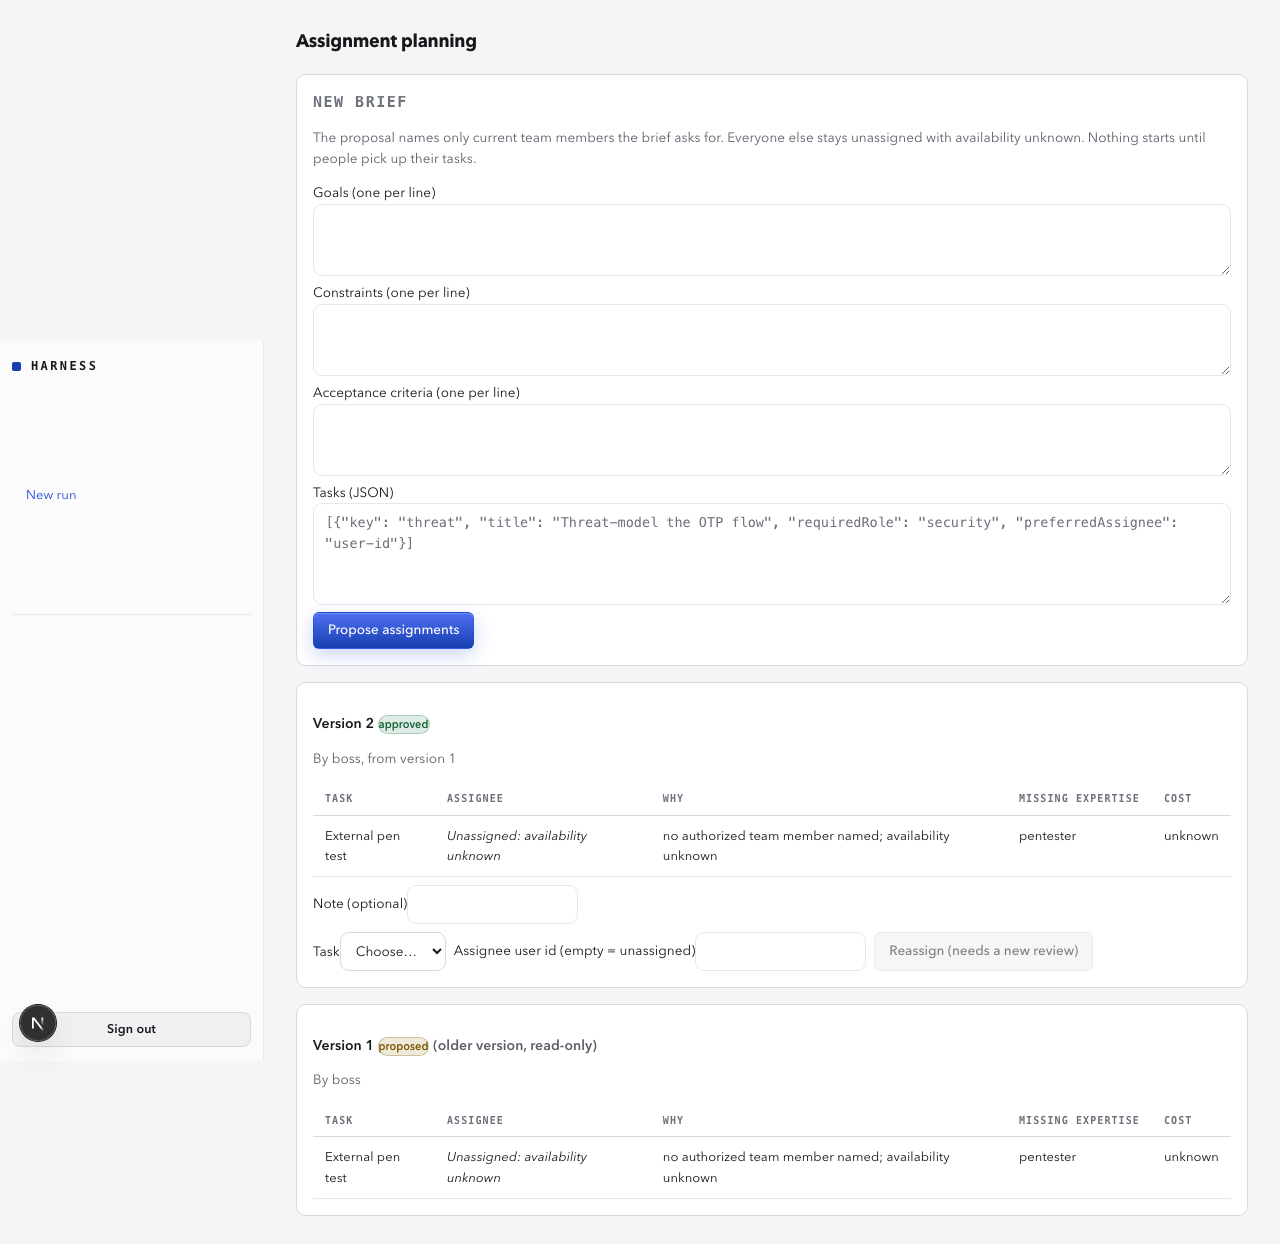 Assignment planning
NEW BRIEF
The proposal names only current team members the brief asks for. Everyone else stays unassigned with availability unknown. Nothing starts until
people pick up their tasks.
Goals (one per line)
Constraints (one per line)
Acceptance criteria (one per line)
Tasks (JSON)
[{"key": "threat", "title": "Threat-model the OTP flow", "requiredRole": "security", "preferredAssignee":
"user-id"}]
Propose assignments
HARNESS
New run
Sign out
N
Version 2 approved
By boss, from version 1
TASK ASSIGNEE WHY MISSING EXPERTISE COST
External pen Unassigned: availability no authorized team member named; availability pentester unknown
test unknown unknown
Note (optional)
Task Choose... Assignee user id (empty = unassigned) Reassign (needs a new review)
Version 1 proposed (older version, read-only)
By boss
TASK ASSIGNEE WHY MISSING EXPERTISE COST
External pen Unassigned: availability no authorized team member named; availability pentester unknown
test unknown unknown